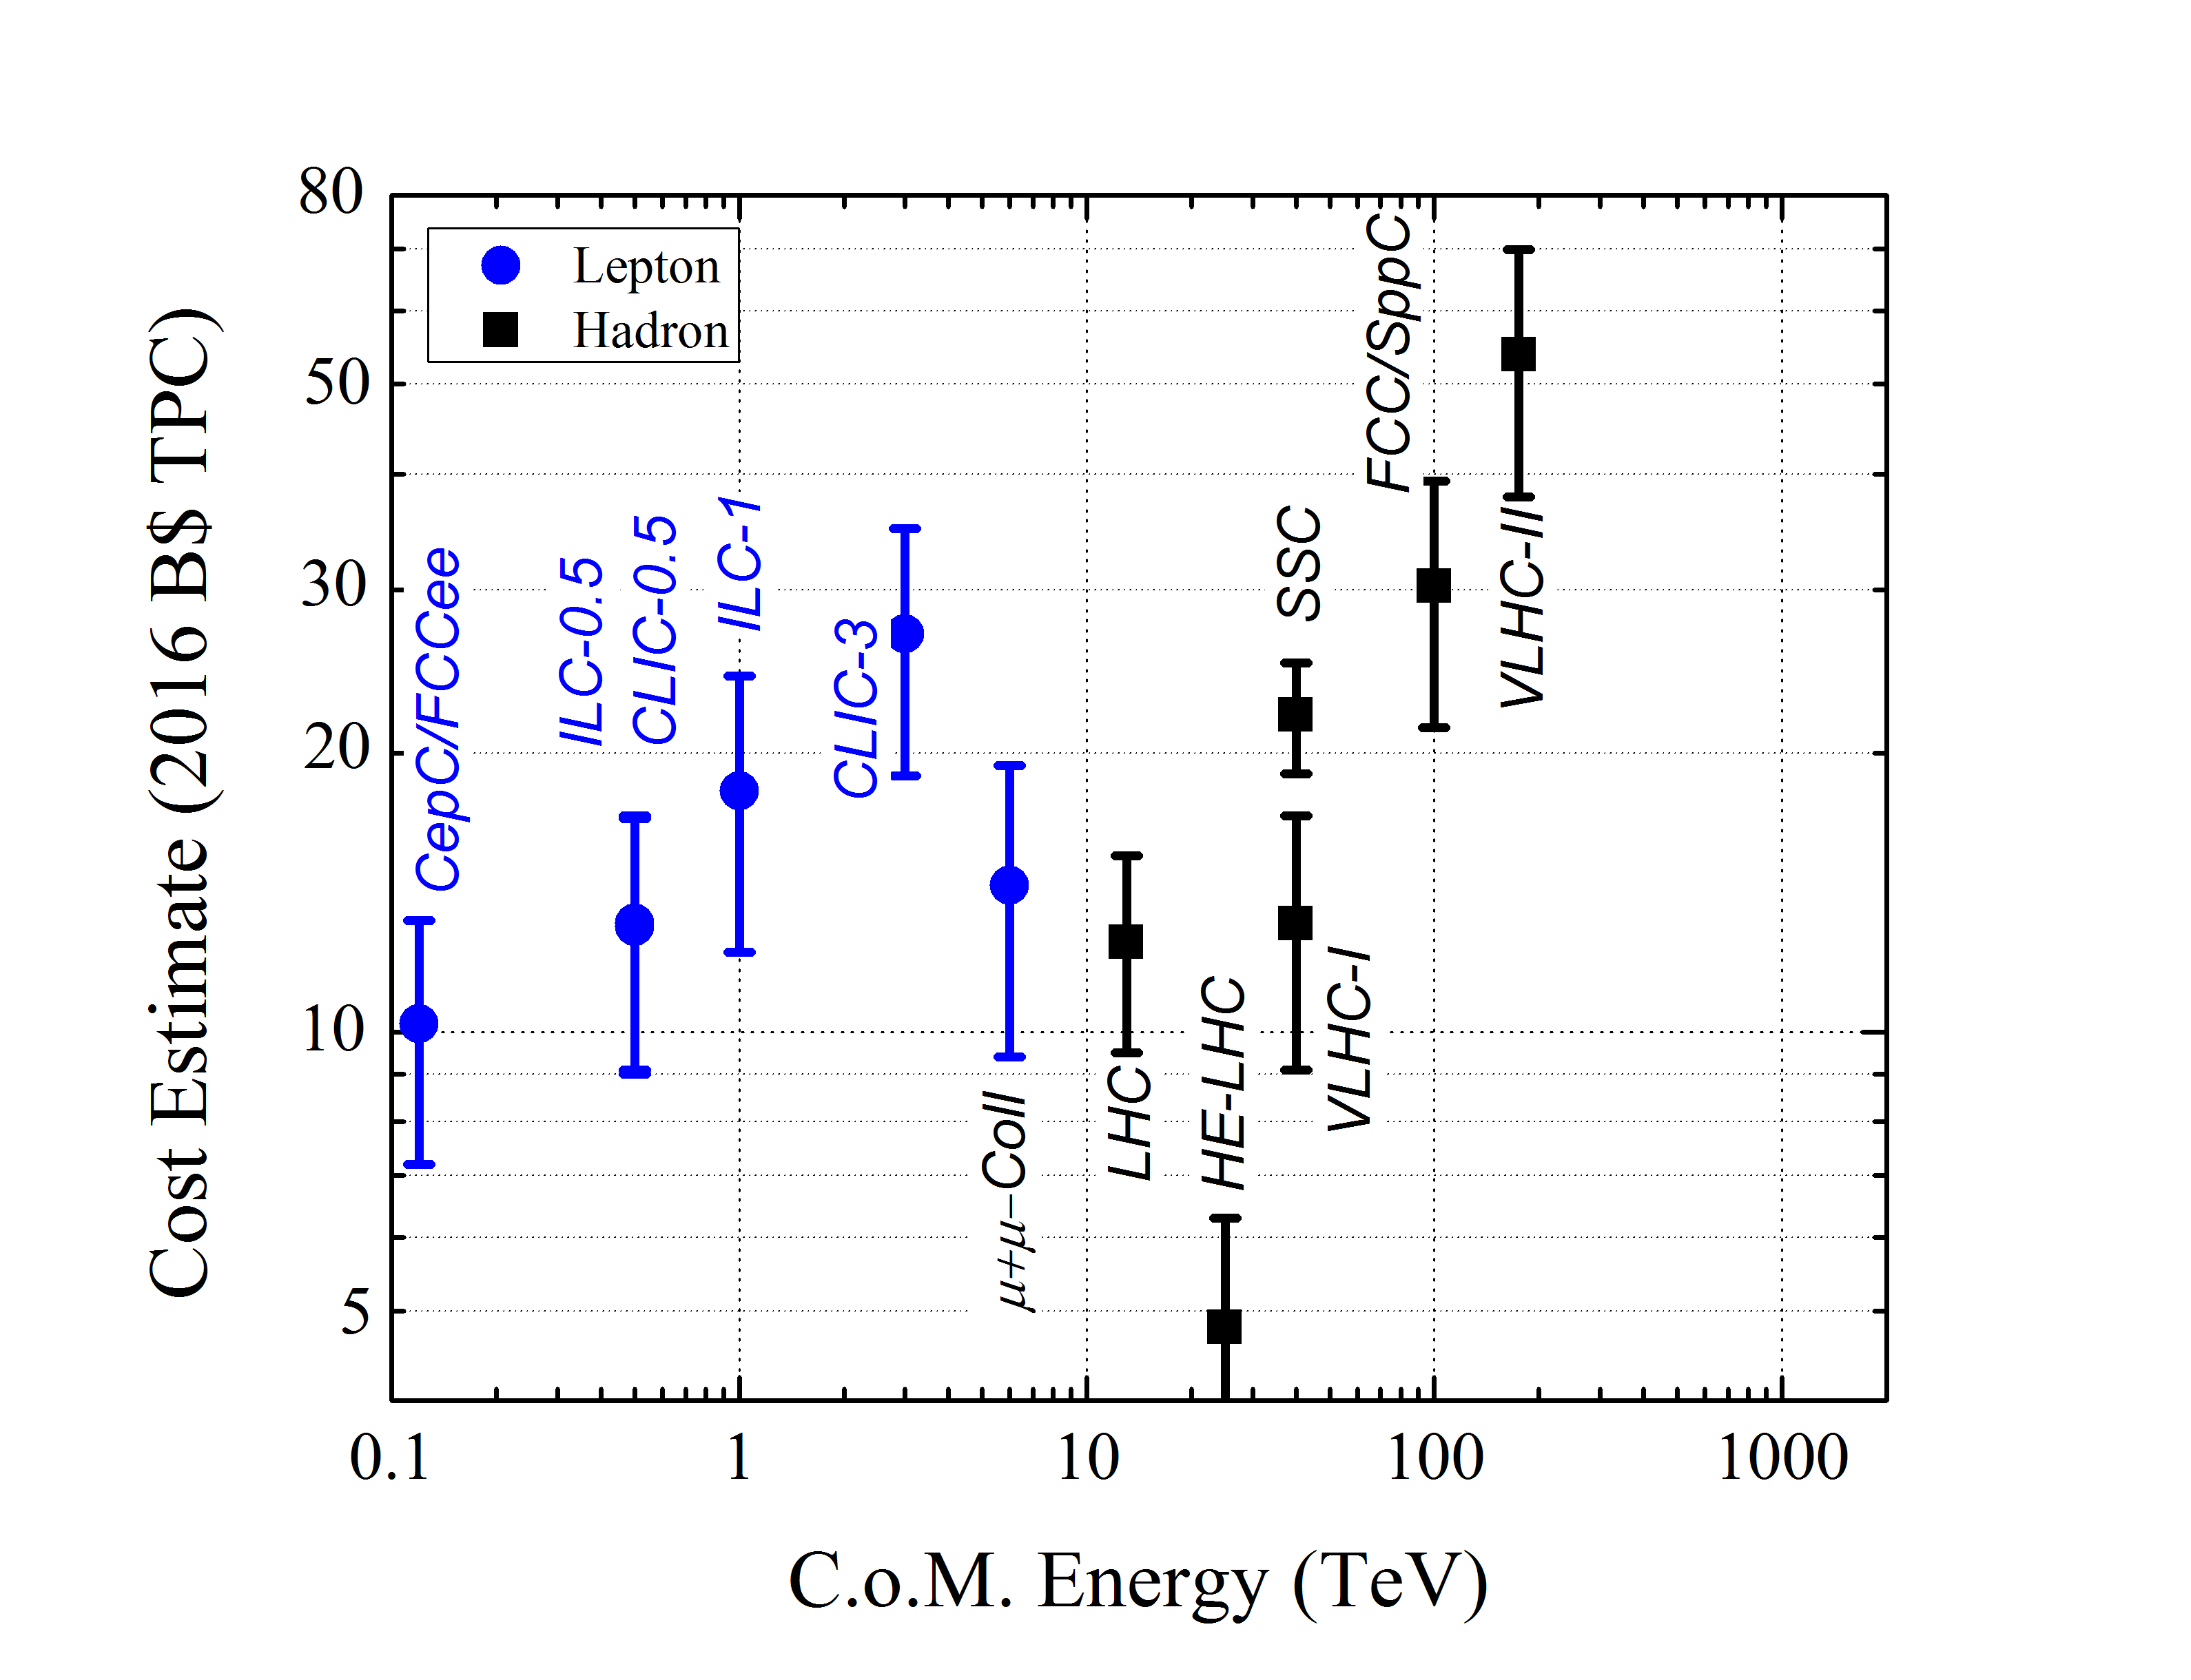 80
50
30
20
10
5
Cost Estimate (2016 B$ TPC)
Lepton
Hadron
CepC/FCCee
ILC-0.5
CLIC-0.5
ILC-1
CLIC-3
μ+μ−Coll
LHC
HE-LHC
SSC
VLHC-I
FCC/SppC
VLHC-II
0.1
1
10
100
1000
C.o.M. Energy (TeV)